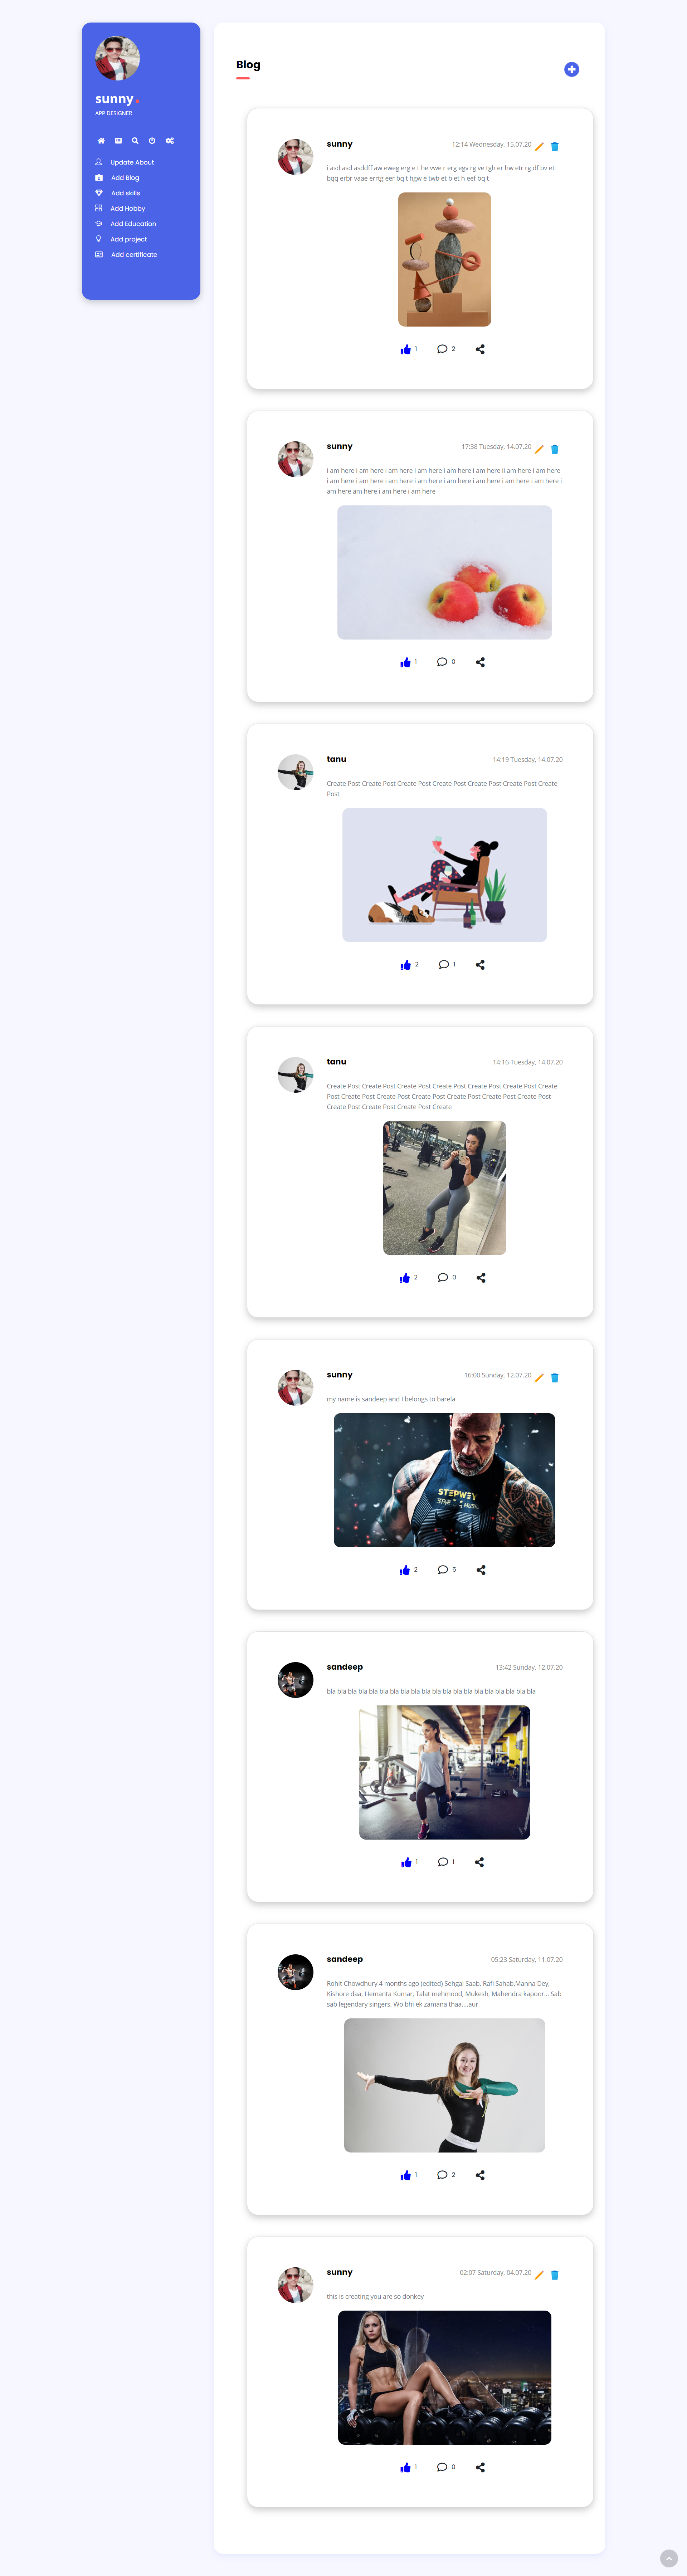 sunny
APP DESIGNER
Update About
Add Blog
Add skills
Add Hobby
Add Education
Add project
Add certificate
Blog
sunny
12:14 Wednesday, 15.07.20
i asd asd asddff aw eweg erg e t he vwe r erg egv rg ve tgh er hw etr rg df bv et
bqq erbr vaae errtg eer bq t hgw e twb et b et h eef bq t
1
2
sunny
17:38 Tuesday, 14.07.20
i am here i am here i am here i am here i am here i am here ii am here i am here
i am here i am here i am here i am here i am here i am here i am here i am here i
am here am here i am here i am here
1
0
tanu
14:19 Tuesday, 14.07.20
Create Post Create Post Create Post Create Post Create Post Create Post Create
Post
2
1
tanu
14:16 Tuesday, 14.07.20
Create Post Create Post Create Post Create Post Create Post Create Post Create
Post Create Post Create Post Create Post Create Post Create Post Create Post
Create Post Create Post Create Post Create
2
0
sunny
16:00 Sunday, 12.07.20
my name is sandeep and i belongs to barela
STEPWEY
2
5
sandeep
13:42 Sunday, 12.07.20
bla bla bla bla bla bla bla bla bla bla bla bla bla bla bla bla bla bla bla bla
1
1
sandeep
05:23 Saturday, 11.07.20
Rohit Chowdhury 4 months ago (edited) Sehgal Saab, Rafi Sahab,Manna Dey,
Kishore daa, Hemanta Kumar, Talat mehmood, Mukesh, Mahendra kapoor... Sab
sab legendary singers. Wo bhi ek zamana thaa....aur
1
2
sunny
02:07 Saturday, 04.07.20
this is creating you are so donkey
1
0